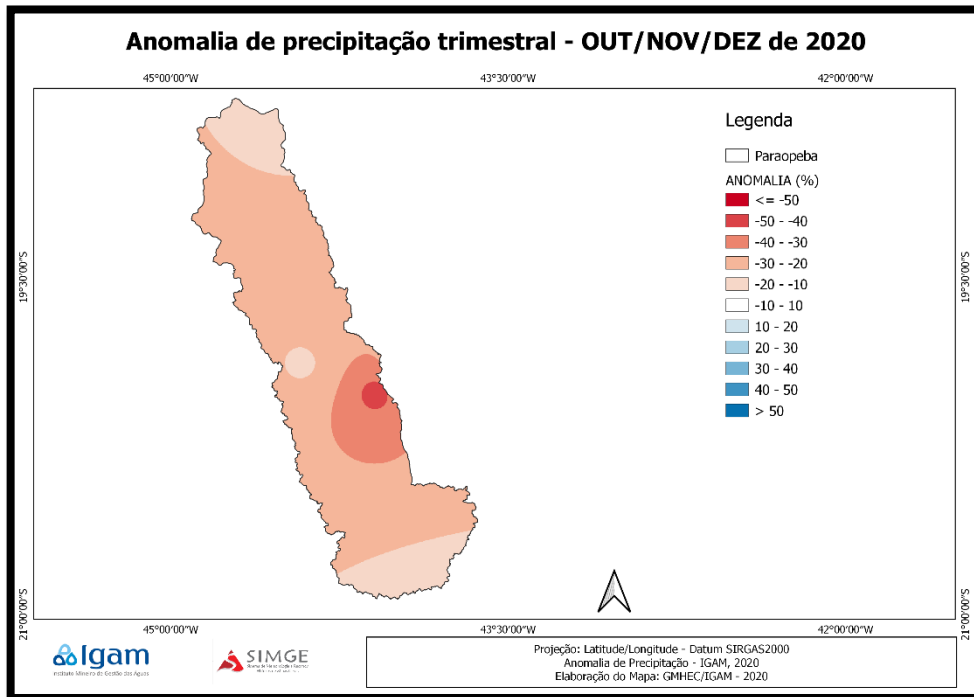 Anomalia de precipitação trimestral - OUT/NOV/DEZ de 2020
45°00'00"W
43°30'00"W
42°00'00"W
19°30'00"S
19°30'00"S
Legenda
Paraopeba
ANOMALIA (%)
<= -50
-50 - -40
-40 - -30
-30 - -20
-20 - -10
-10 - 10
10 - 20
20 - 30
30 - 40
40 - 50
> 50
21°00'00"S
21°00'00"S
45°00'00"W
43°30'00"W
42°00'00"W
Igam
Instituto Mineiro de Gestão das Águas
SIMGE
Projeção: Latitude/Longitude - Datum SIRGAS2000
Anomalia de Precipitação - IGAM, 2020
Elaboração do Mapa: GMHEC/IGAM - 2020